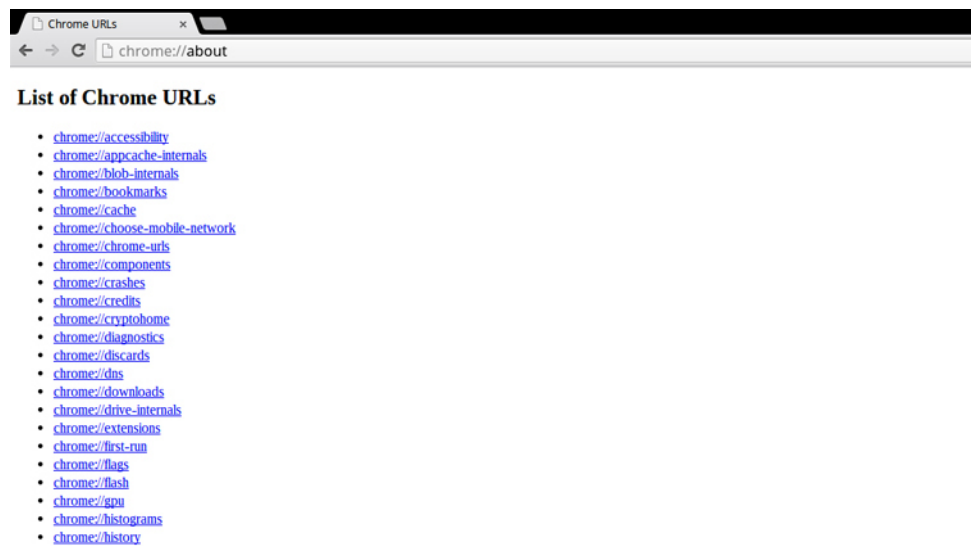 Chrome URLs
chrome://about
List of Chrome URLs
chrome://accessibility
chrome://appcache-internals
chrome://blob-internals
chrome://bookmarks
chrome://cache
chrome://choose-mobile-network
chrome://chrome-urls
chrome://components
chrome://crashes
chrome://credits
chrome://cryptohome
chrome://diagnostics
chrome://discards
chrome://dns
chrome://downloads
chrome://drive-internals
chrome://extensions
chrome://first-run
chrome://flags
chrome://flash
chrome://gpu
chrome://histograms
chrome://history